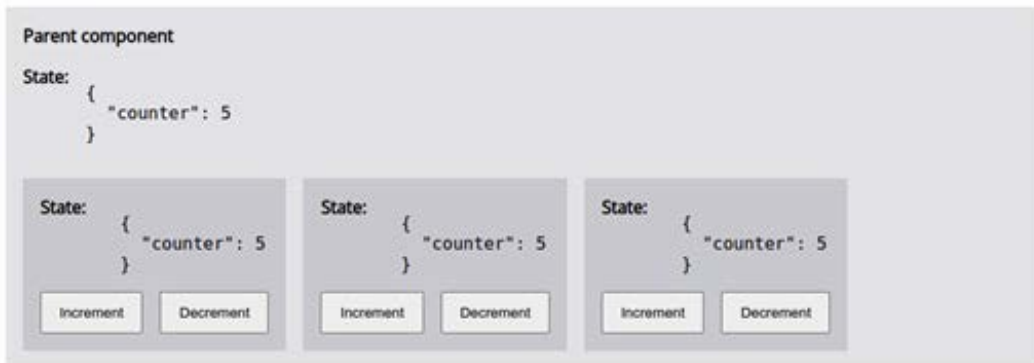 Parent component
State:
{
"counter": 5
}
State:
{
"counter": 5
}
Increment Decrement
State:
{
"counter": 5
}
Increment Decrement
State:
{
"counter": 5
}
Increment Decrement